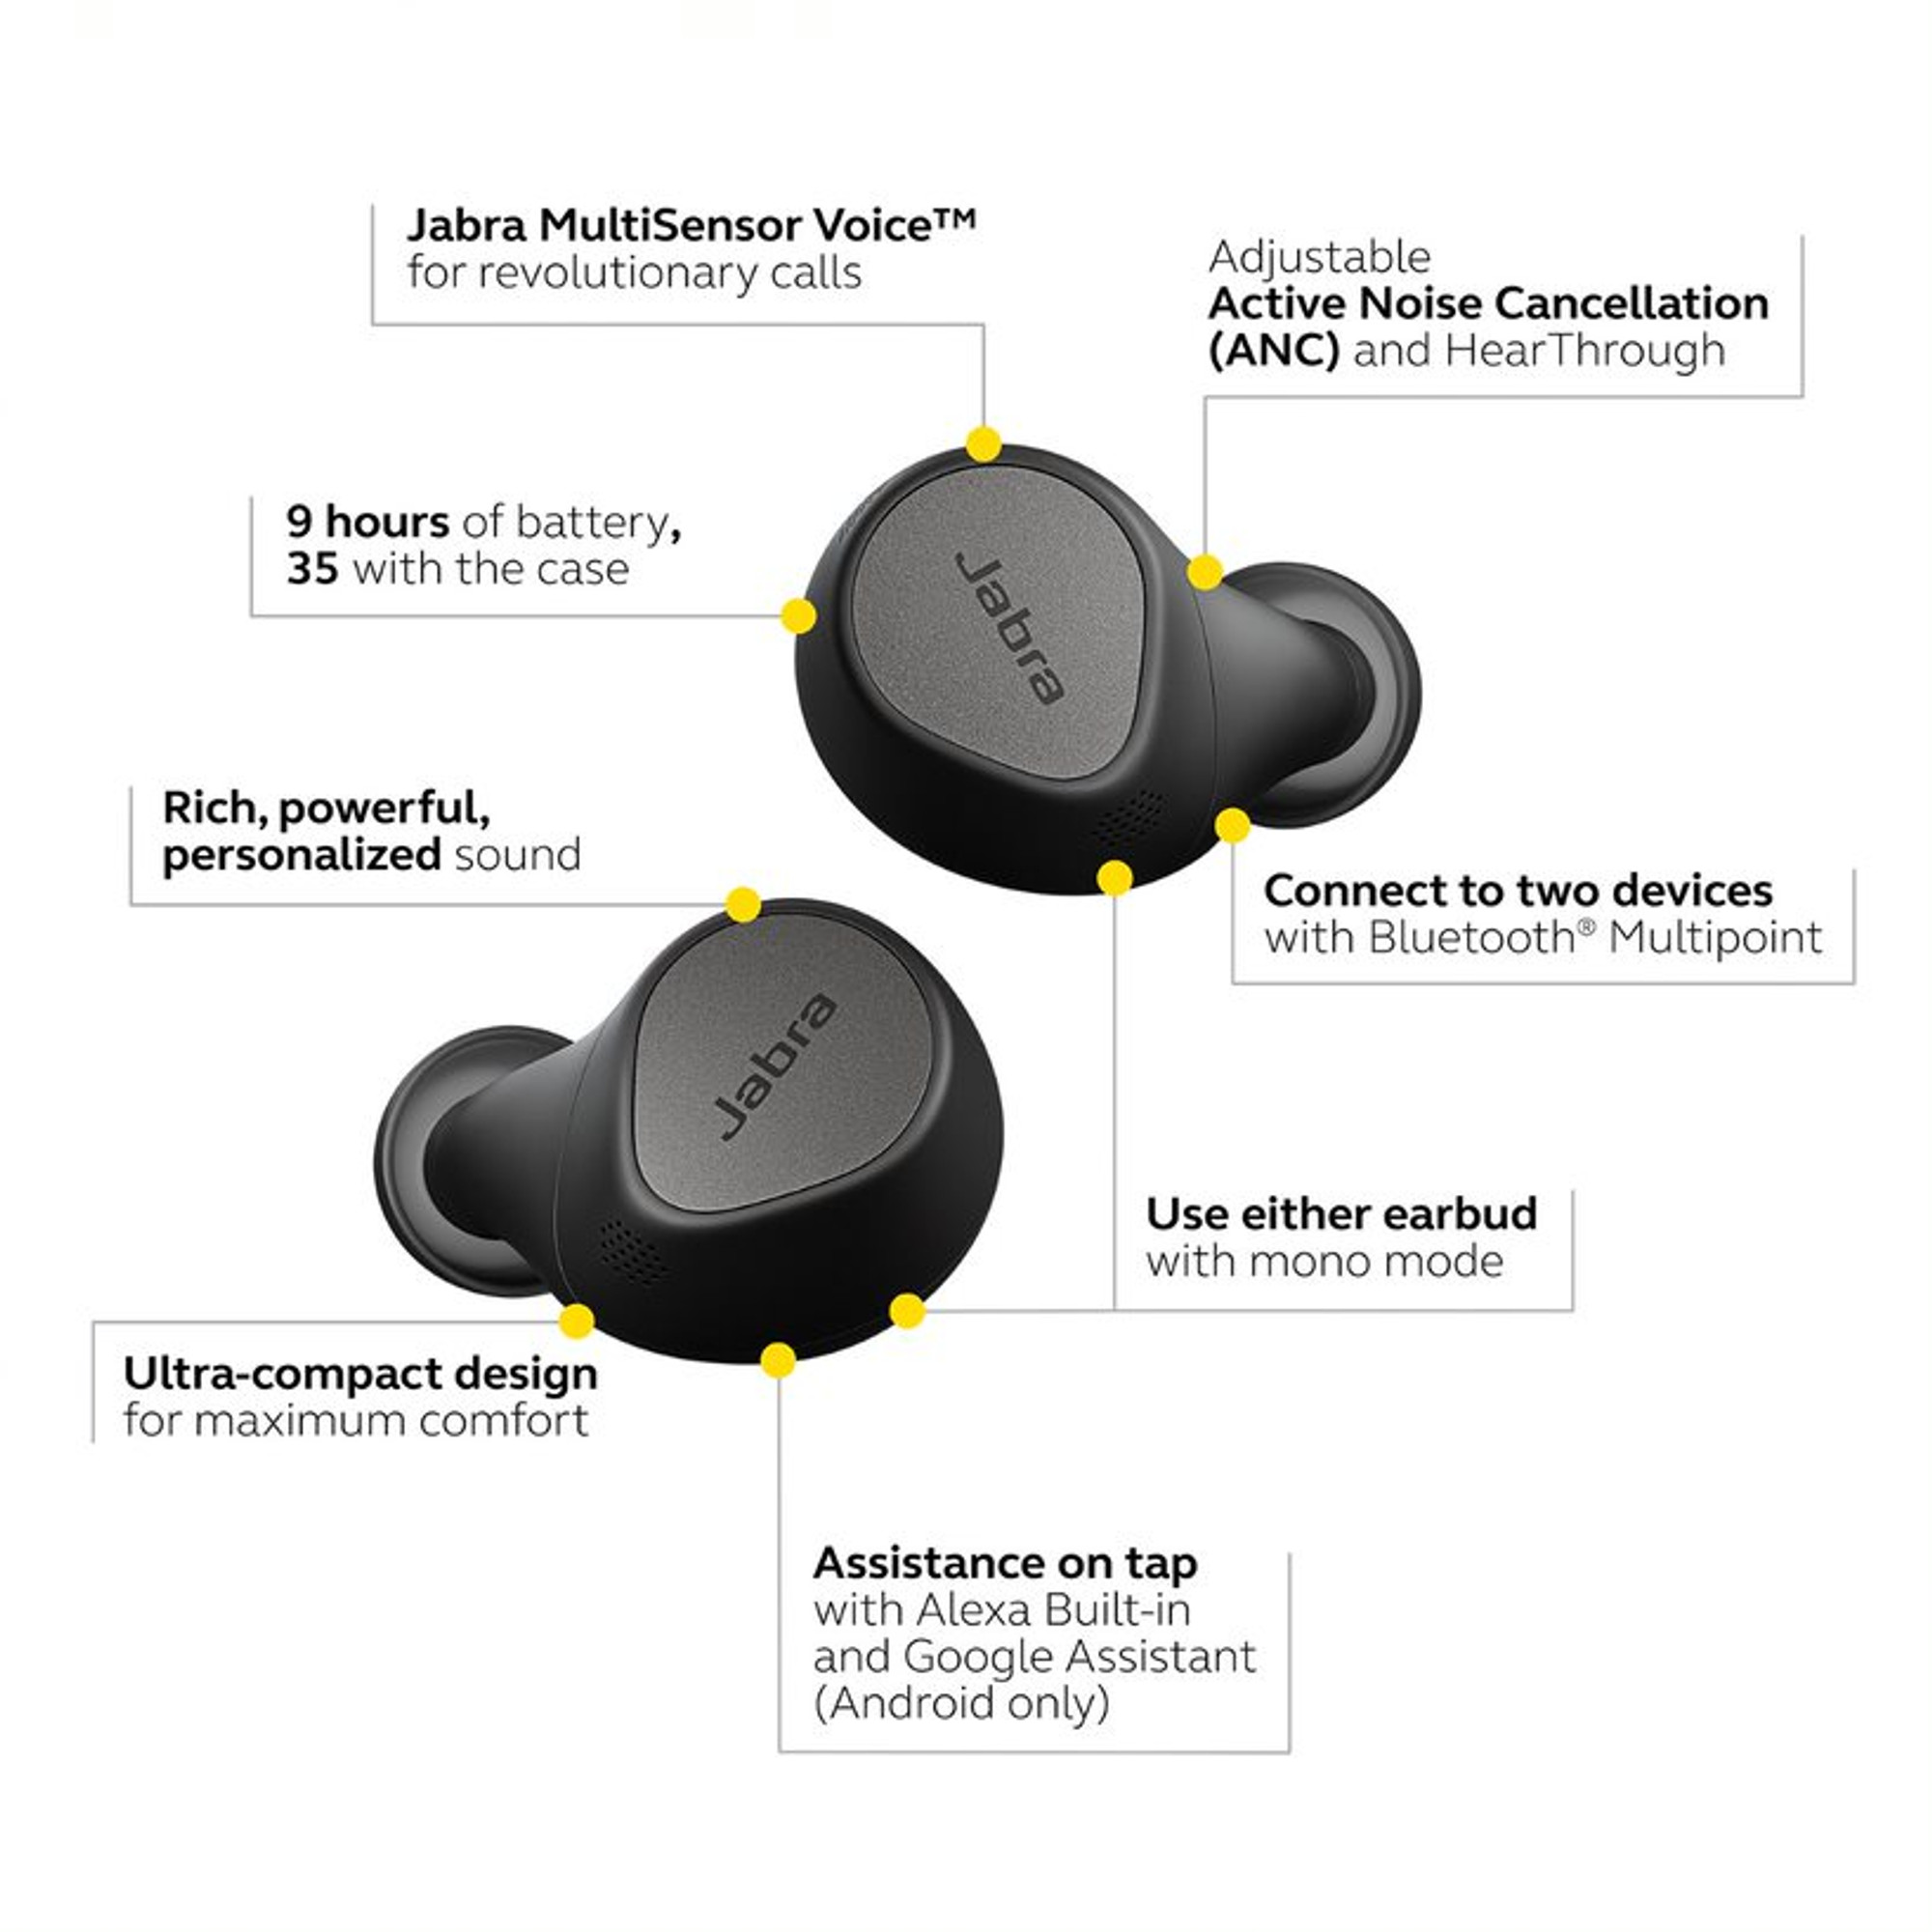 Jabra MultiSensor Voice™
for revolutionary calls
Adjustable
Active Noise Cancellation
(ANC) and HearThrough
9 hours of battery,
35 with the case
Jabra
Rich, powerful,
personalized sound
Connect to two devices
with Bluetooth® Multipoint
Jabra
Use either earbud
with mono mode
Ultra-compact design
for maximum comfort
Assistance on tap
with Alexa Built-in
and Google Assistant
(Android only)